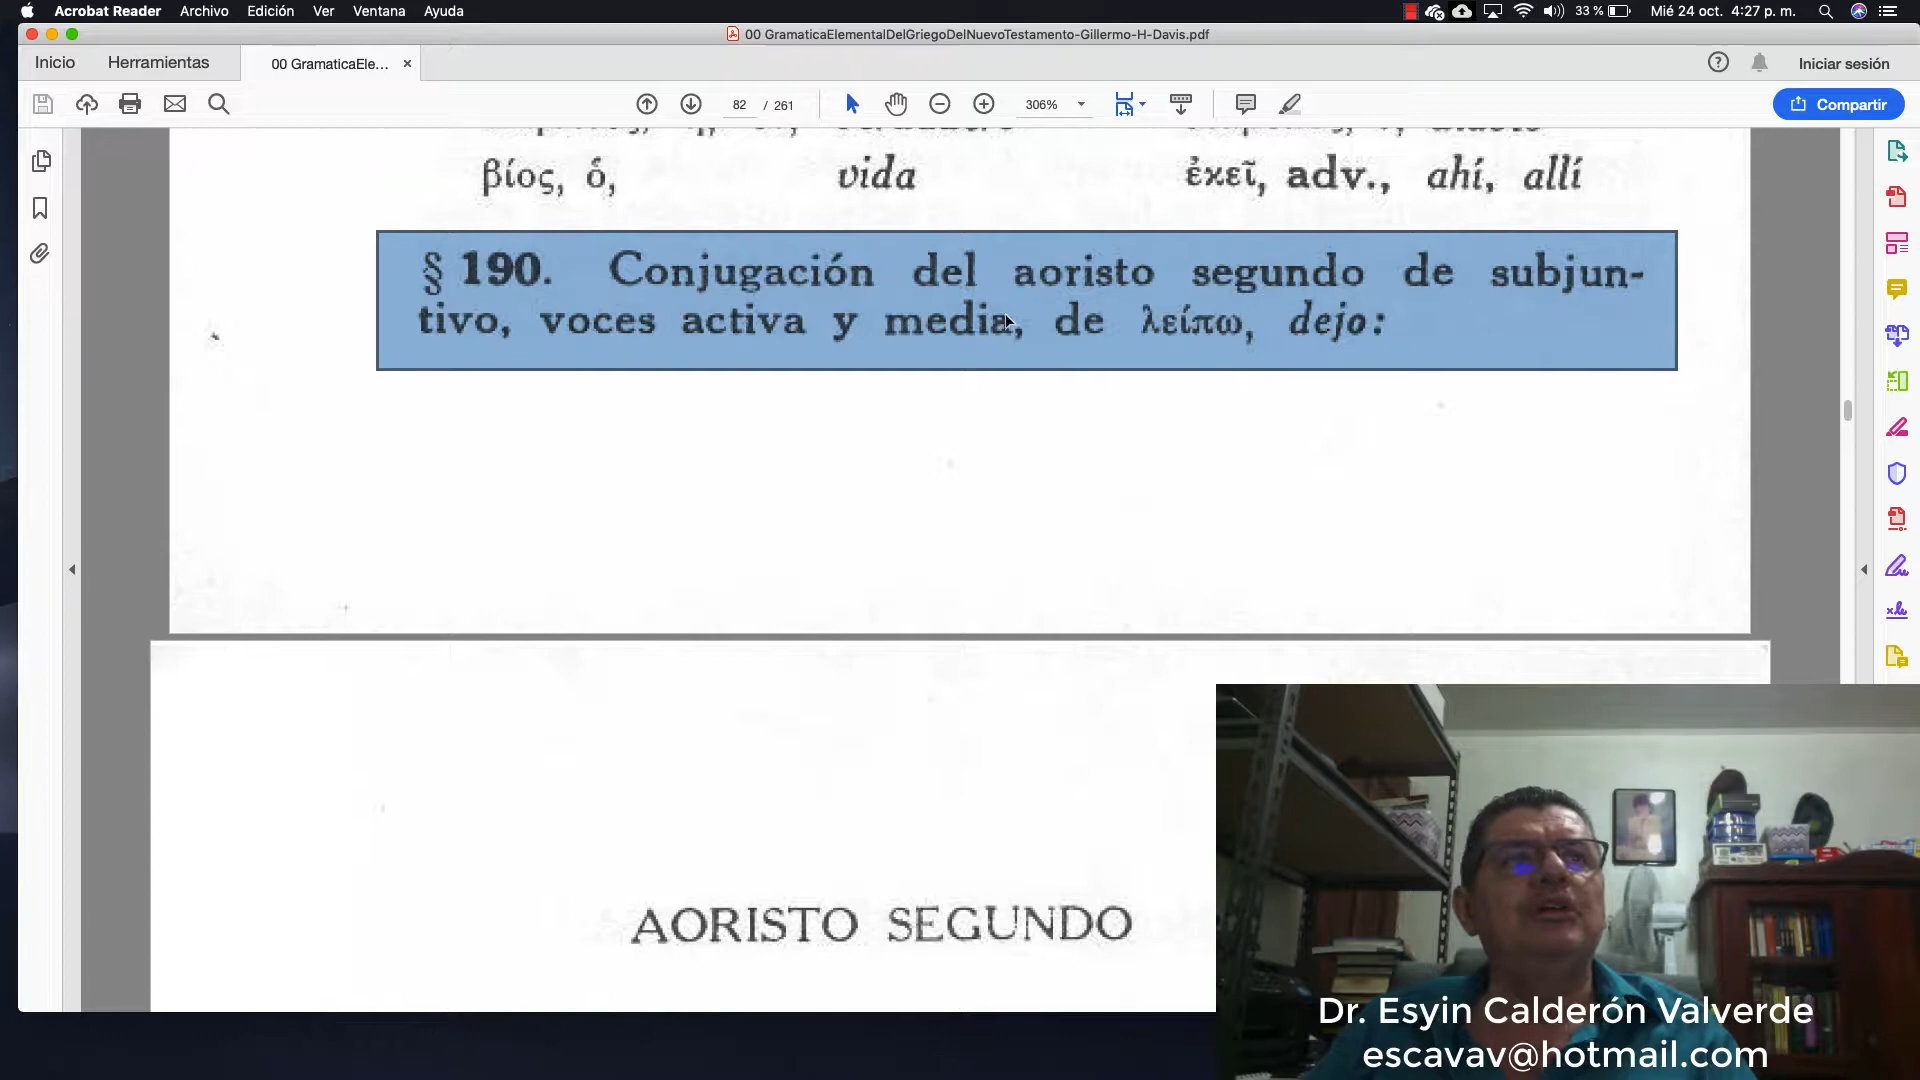 Acrobat Reader Archivo Edición Ver Ventana Ayuda 33 % Mié 24 oct. 4:27 p. m.
00 GramaticaElementalDelGriegoDelNuevoTestamento-Gillermo-H-Davis.pdf
Inicio Herramientas 00 GramaticaEle... × Iniciar sesión
82 / 261 306% Compartir
βίος, ὁ, vida ἐκεῖ, adv., ahí, allí
§ 190. Conjugación del aoristo segundo de subjun-
tivo, voces activa y media, de λείπω, dejo:
AORISTO SEGUNDO
Dr. Esyin Calderón Valverde
escavav@hotmail.com